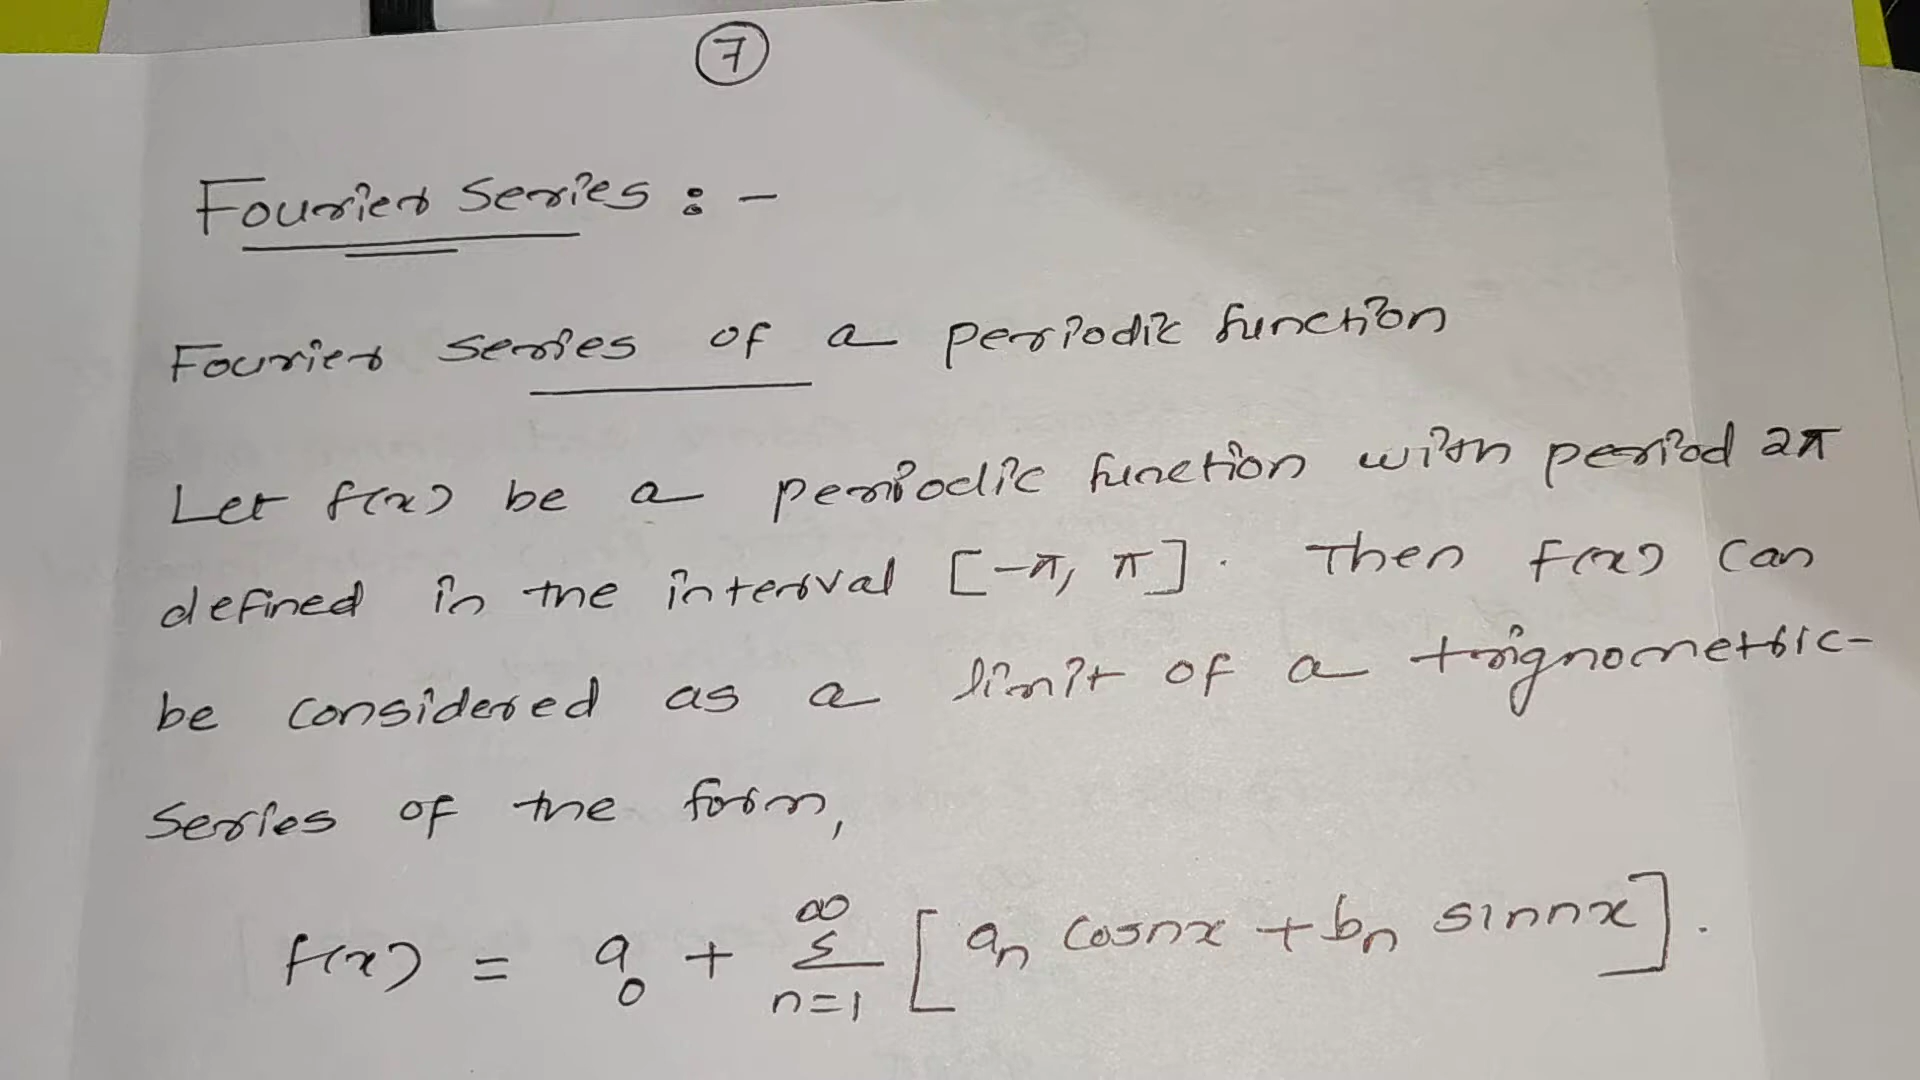 7
Fourier Series : -
Fourier series of a periodic function
Let f(x) be a periodic function with period 2π
defined in the interval [-π, π]. Then f(x) can
be considered as a limit of a trignometric-
series of the form,
f(x) = a₀ + ∞Σn=1 [aₙ cosnx + bₙ sinnx].